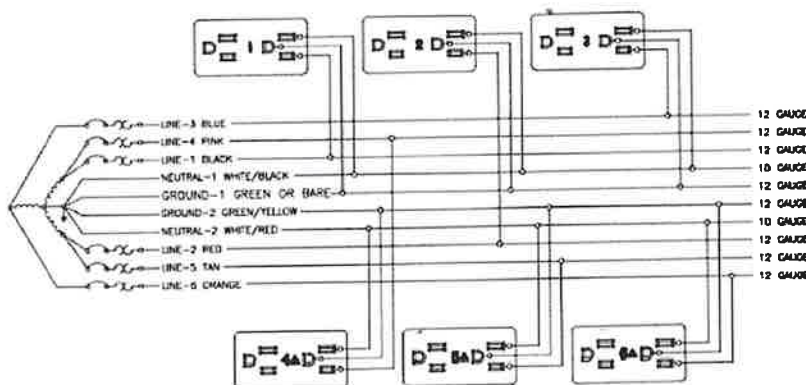 1
2
3
LINE-3 BLUE 12 GAUGE
LINE-4 PINK 12 GAUGE
LINE-1 BLACK 12 GAUGE
NEUTRAL-1 WHITE/BLACK 10 GAUGE
GROUND-1 GREEN OR BARE 12 GAUGE
GROUND-2 GREEN/YELLOW 12 GAUGE
NEUTRAL-2 WHITE/RED 10 GAUGE
LINE-2 RED 12 GAUGE
LINE-5 TAN 12 GAUGE
LINE-6 ORANGE 12 GAUGE
4△
5△
6△